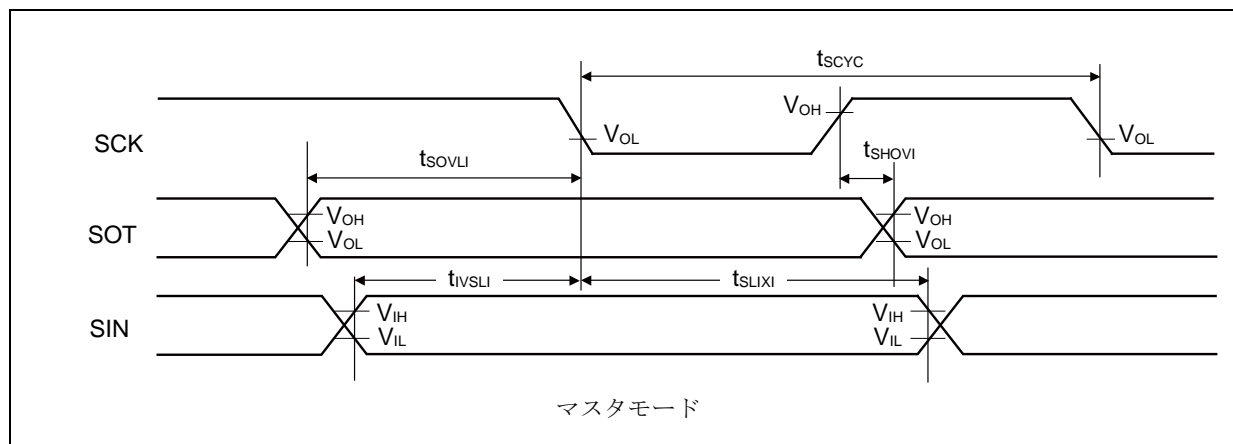 tSCYC
SCK
VOH
VOL
VOL
tSHOVI
tSOVLI
SOT
VOH
VOL
VOH
VOL
tIVSLI
tSLIXI
SIN
VIH
VIL
VIH
VIL
マスタモード